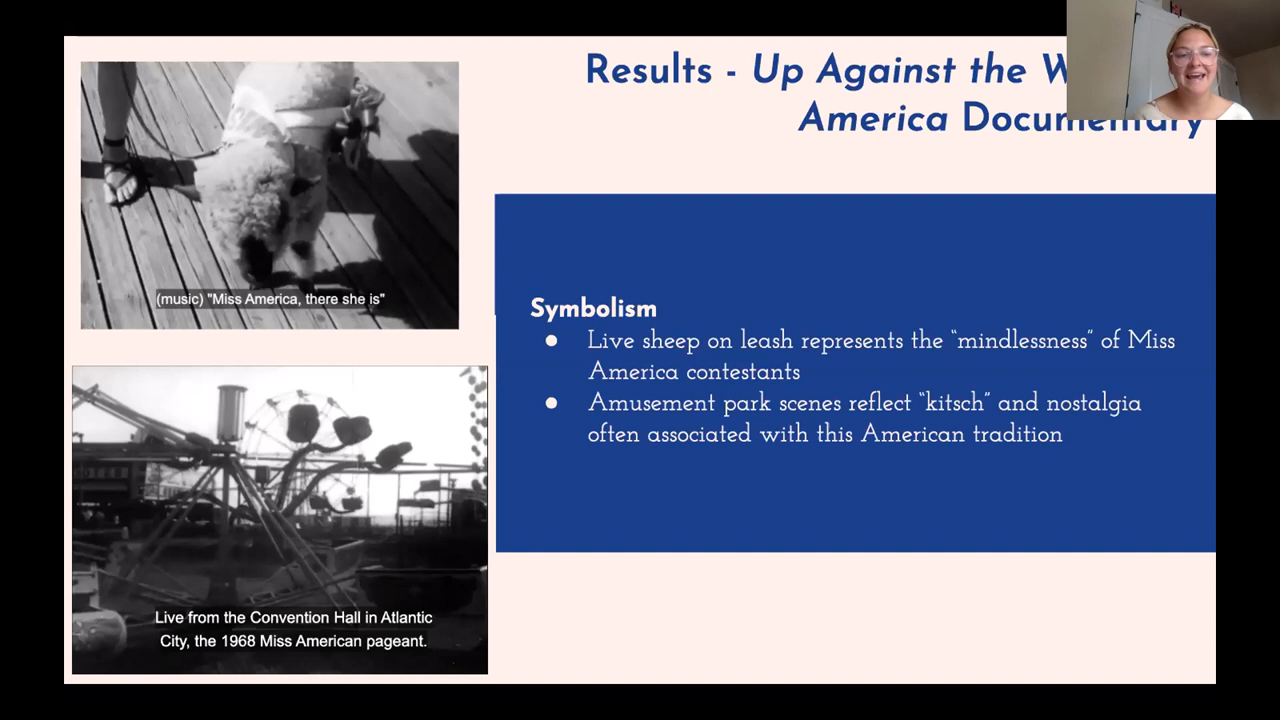 Results - Up Against the
America Documentary
(music) "Miss America, there she is"
Symbolism
● Live sheep on leash represents the “mindlessness” of Miss
America contestants
● Amusement park scenes reflect “kitsch” and nostalgia
often associated with this American tradition
Live from the Convention Hall in Atlantic
City, the 1968 Miss American pageant.